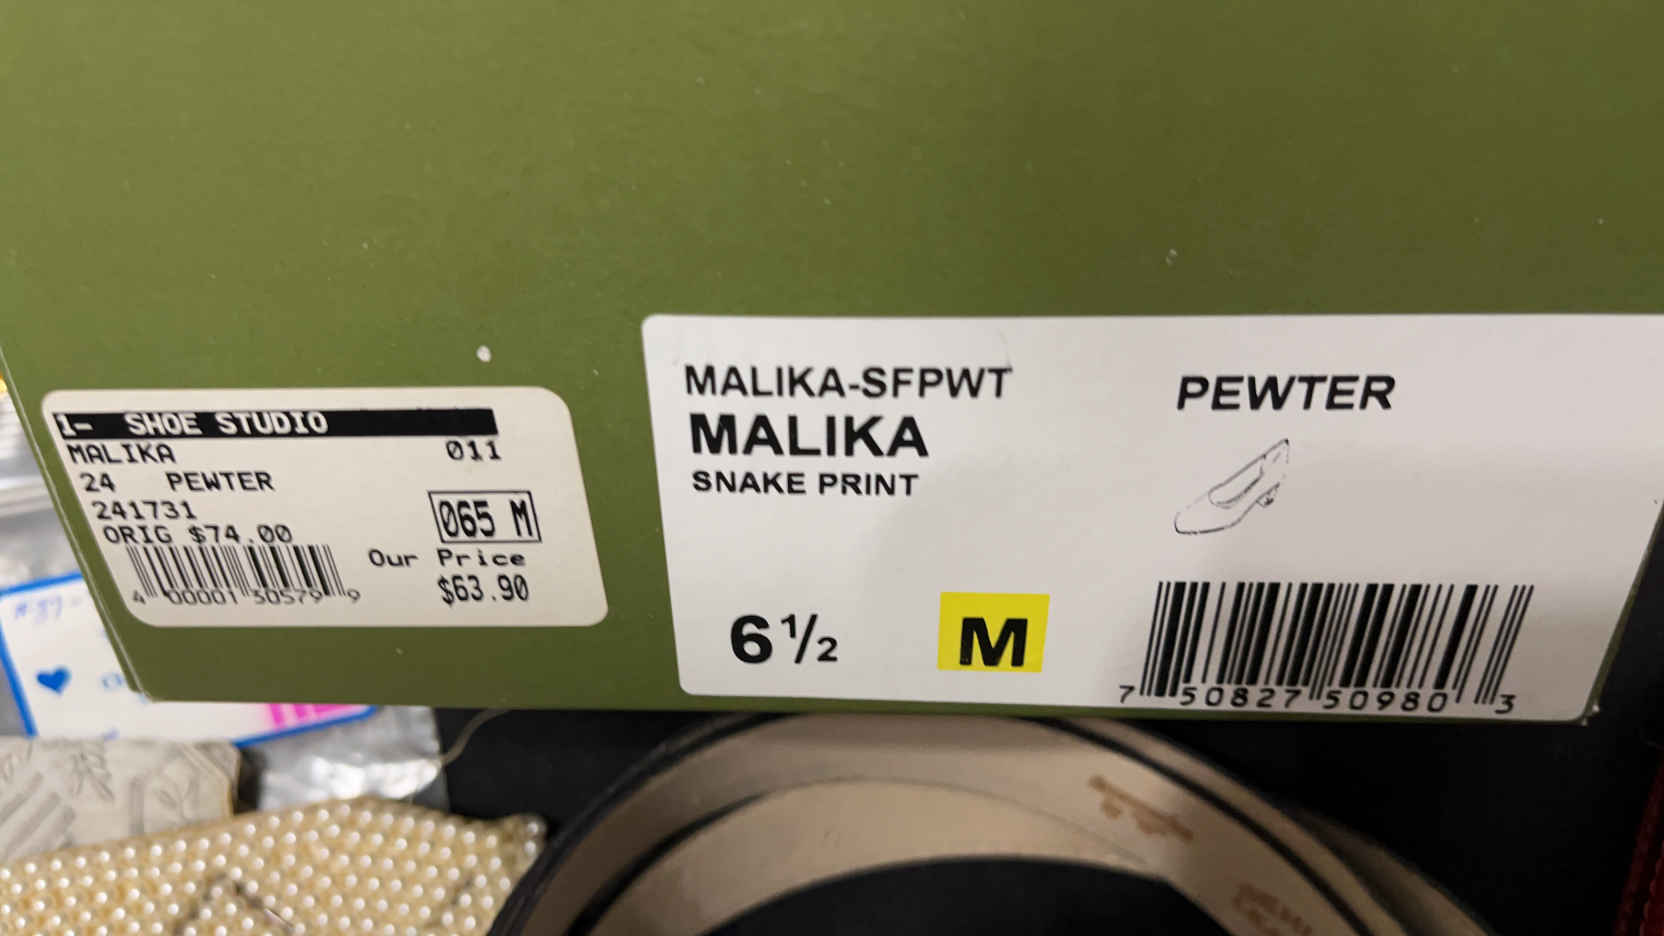 1- SHOE STUDIO
MALIKA 011
24 PEWTER
241731
065 M
ORIG $74.00
Our Price
$63.90
4 00001 30579 9
MALIKA-SFPWT
MALIKA
SNAKE PRINT
PEWTER
6 ½
M
7 50827 50980 3